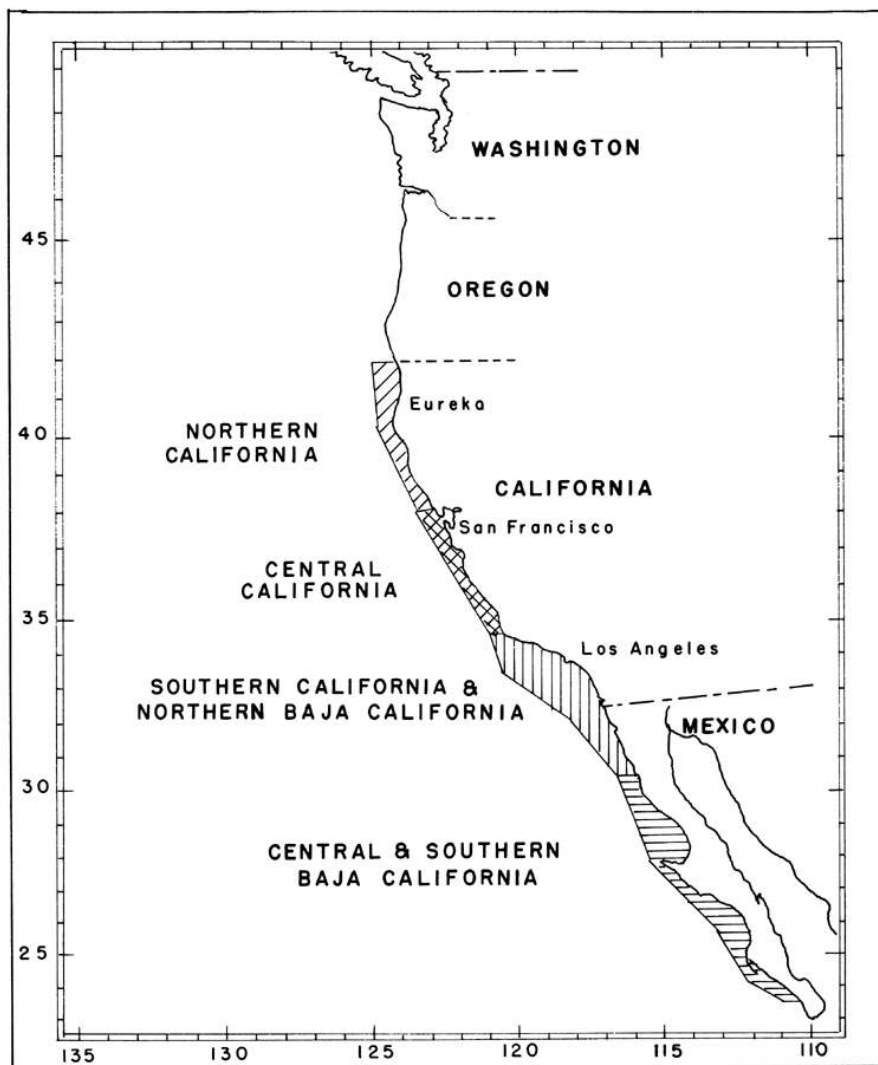 WASHINGTON
45
OREGON
Eureka
40
NORTHERN
CALIFORNIA
CALIFORNIA
San Francisco
CENTRAL
CALIFORNIA
35
Los Angeles
SOUTHERN CALIFORNIA &
NORTHERN BAJA CALIFORNIA
MEXICO
30
CENTRAL & SOUTHERN
BAJA CALIFORNIA
25
135 130 125 120 115 110